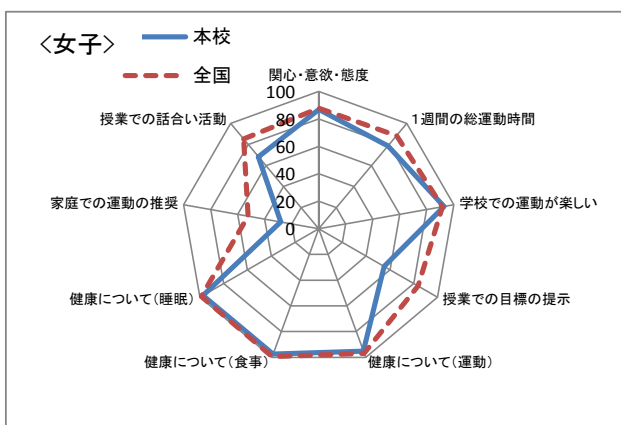 <女子>
本校
全国
関心・意欲・態度
1週間の総運動時間
学校での運動が楽しい
授業での目標の提示
健康について(運動)
健康について(食事)
健康について(睡眠)
家庭での運動の推奨
授業での話合い活動
100
80
60
40
20
0